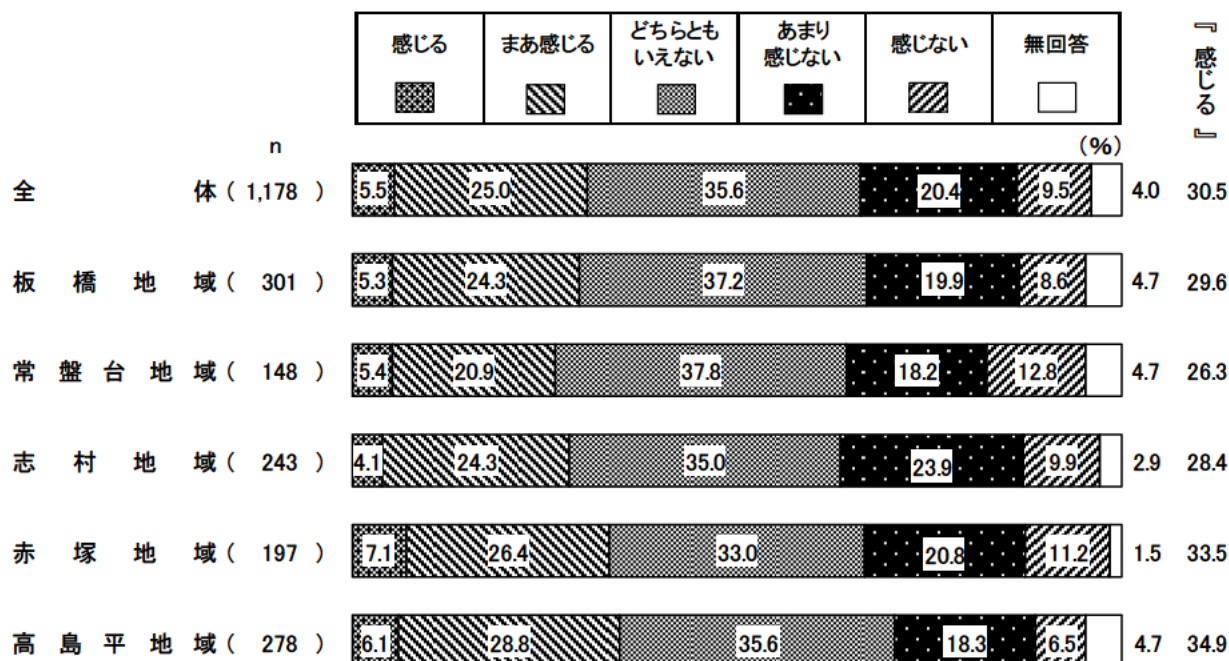 感じる まあ感じる どちらとも いえない あまり 感じない 感じない 無回答 『感じる』
n (%)
全体( 1,178 ) 5.5 25.0 35.6 20.4 9.5 4.0 30.5
板橋地域( 301 ) 5.3 24.3 37.2 19.9 8.6 4.7 29.6
常盤台地域( 148 ) 5.4 20.9 37.8 18.2 12.8 4.7 26.3
志村地域( 243 ) 4.1 24.3 35.0 23.9 9.9 2.9 28.4
赤塚地域( 197 ) 7.1 26.4 33.0 20.8 11.2 1.5 33.5
高島平地域( 278 ) 6.1 28.8 35.6 18.3 6.5 4.7 34.9